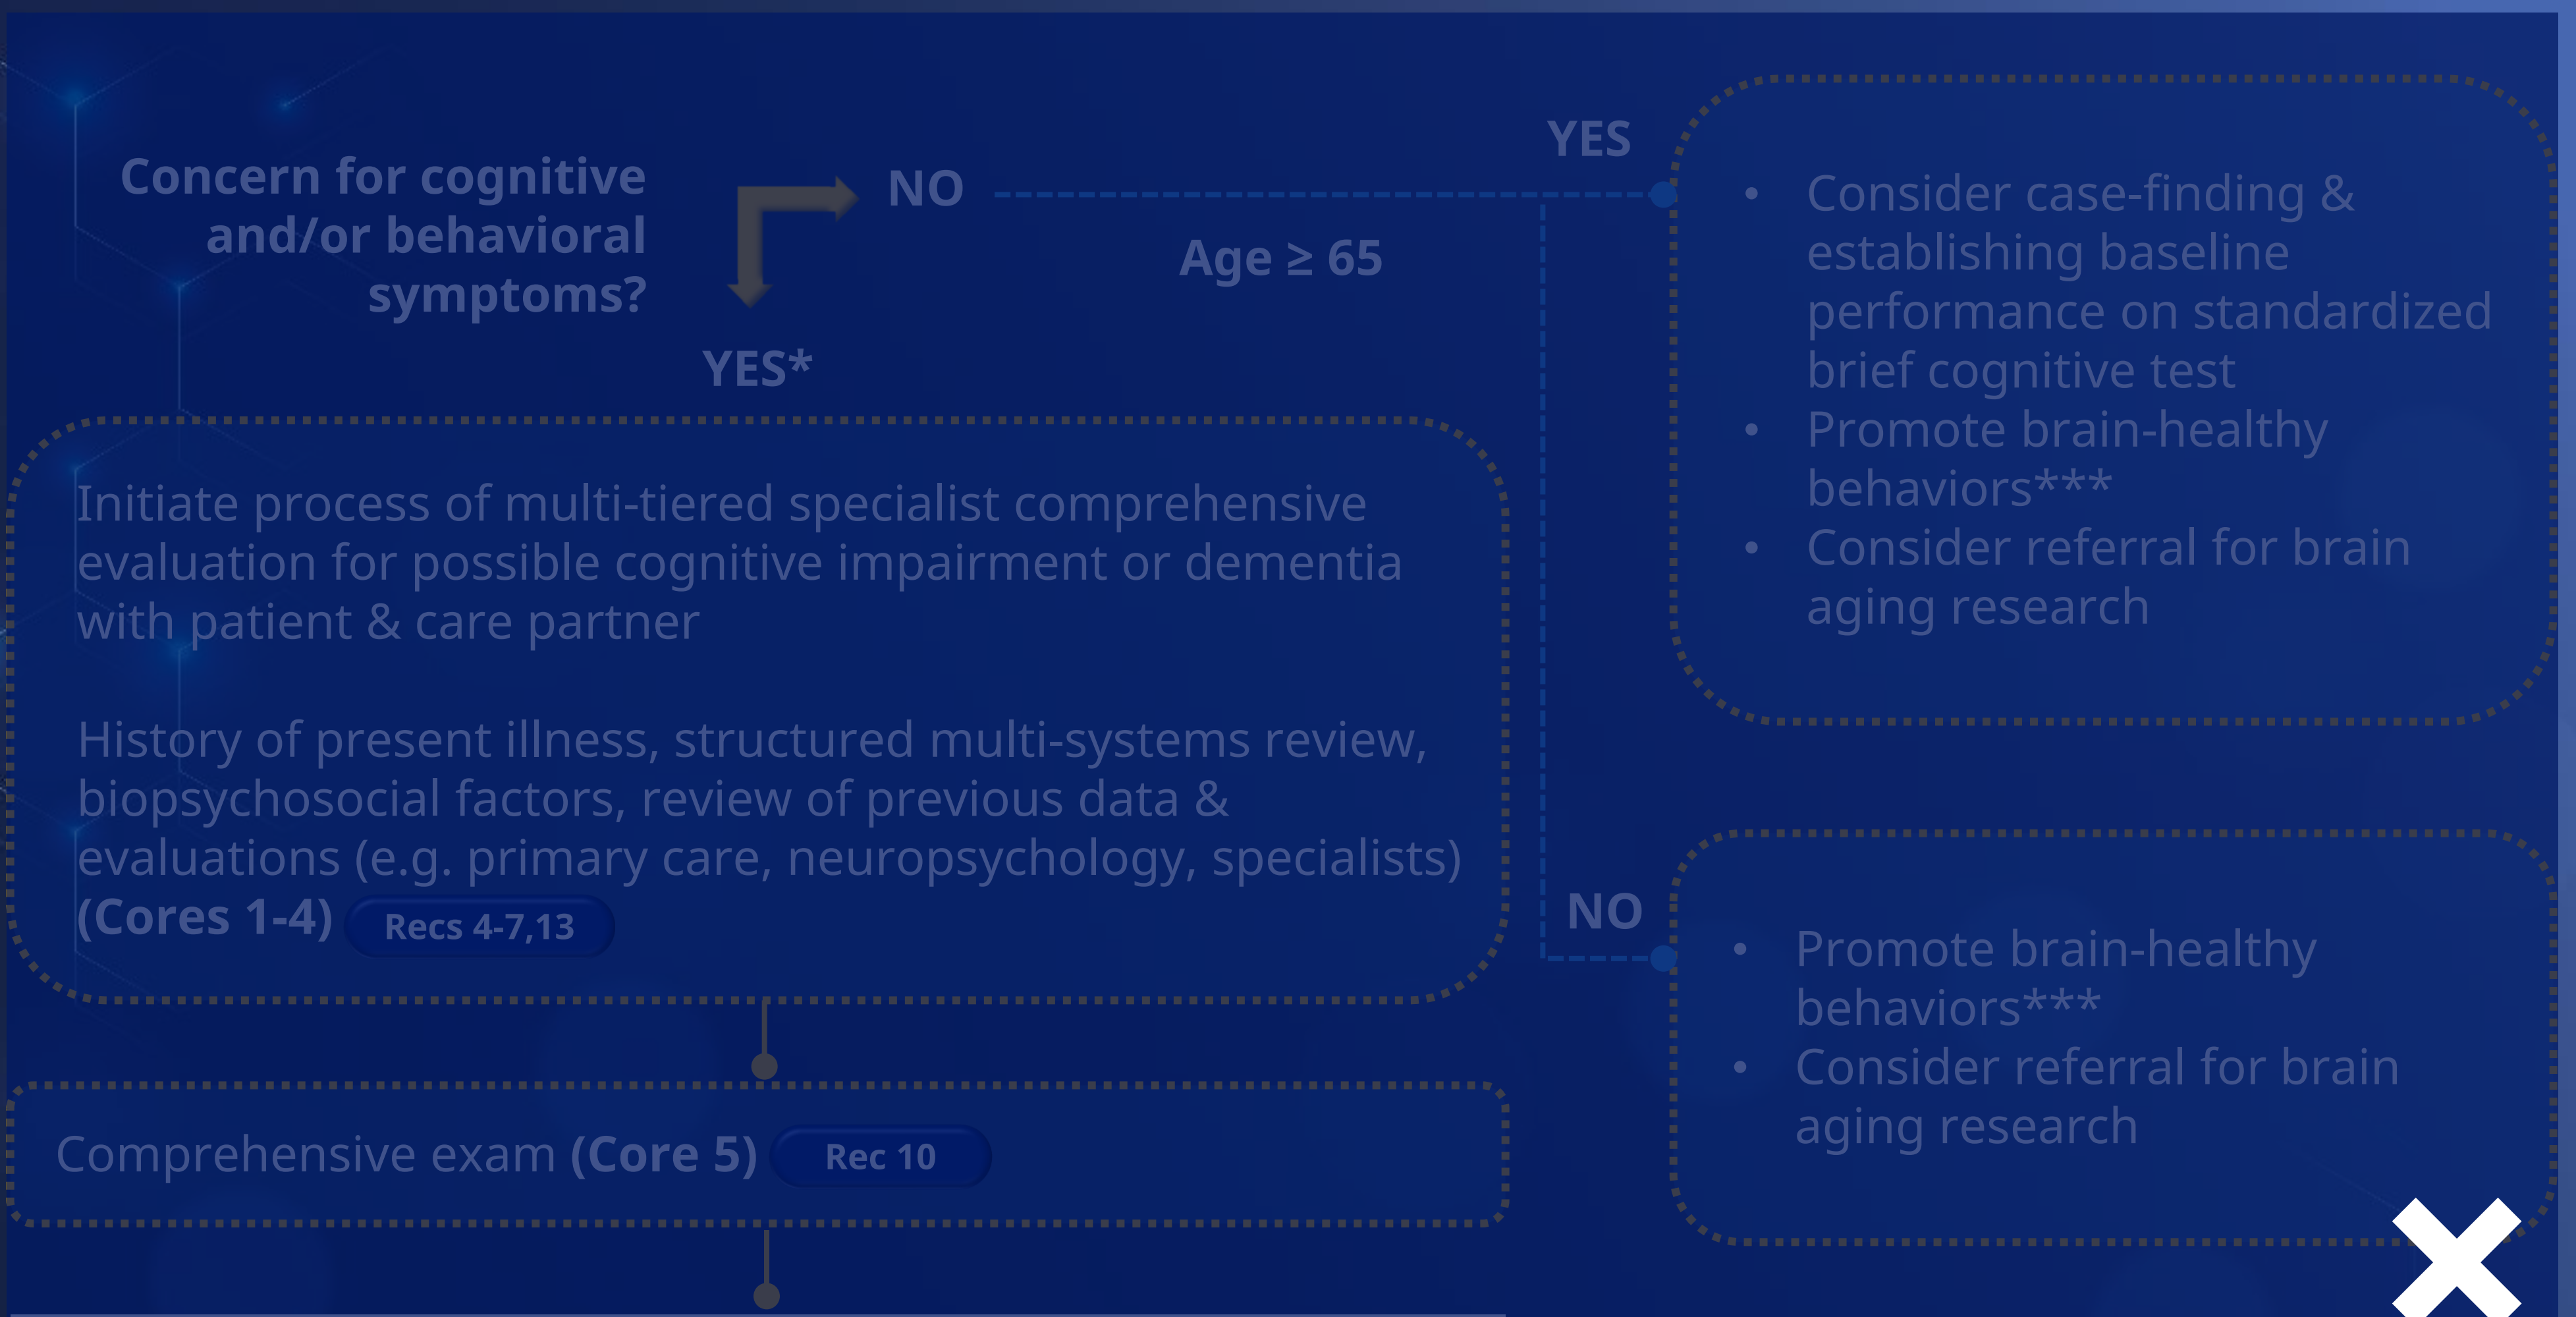 Concern for cognitive
and/or behavioral
symptoms?
NO
YES*
Age ≥ 65
YES
• Consider case-finding &
establishing baseline
performance on standardized
brief cognitive test
• Promote brain-healthy
behaviors***
• Consider referral for brain
aging research
Initiate process of multi-tiered specialist comprehensive
evaluation for possible cognitive impairment or dementia
with patient & care partner
History of present illness, structured multi-systems review,
biopsychosocial factors, review of previous data &
evaluations (e.g. primary care, neuropsychology, specialists)
(Cores 1-4) Recs 4-7,13
NO
• Promote brain-healthy
behaviors***
• Consider referral for brain
aging research
Comprehensive exam (Core 5) Rec 10